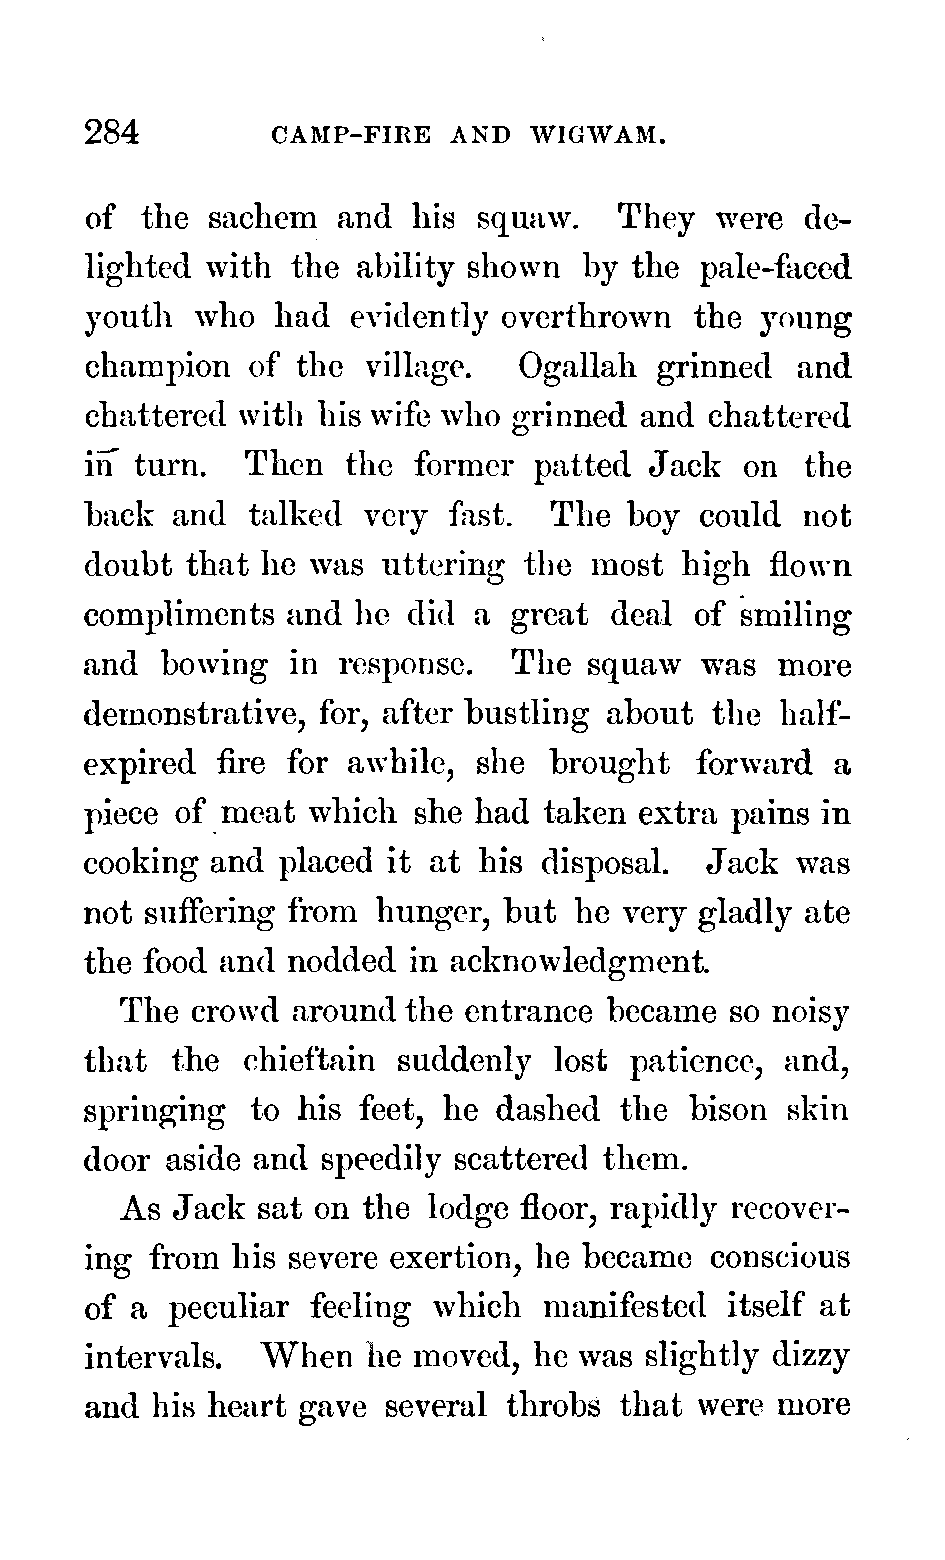 284 CAMP-FIRE AND WIGWAM.
of the sachem and his squaw. They were de-
lighted with the ability shown by the pale-faced
youth who had evidently overthrown the young
champion of the village. Ogallah grinned and
chattered with his wife who grinned and chattered
in turn. Then the former patted Jack on the
back and talked very fast. The boy could not
doubt that he was uttering the most high flown
compliments and he did a great deal of smiling
and bowing in response. The squaw was more
demonstrative, for, after bustling about the half-
expired fire for awhile, she brought forward a
piece of meat which she had taken extra pains in
cooking and placed it at his disposal. Jack was
not suffering from hunger, but he very gladly ate
the food and nodded in acknowledgment.
The crowd around the entrance became so noisy
that the chieftain suddenly lost patience, and,
springing to his feet, he dashed the bison skin
door aside and speedily scattered them.
As Jack sat on the lodge floor, rapidly recover-
ing from his severe exertion, he became conscious
of a peculiar feeling which manifested itself at
intervals. When he moved, he was slightly dizzy
and his heart gave several throbs that were more